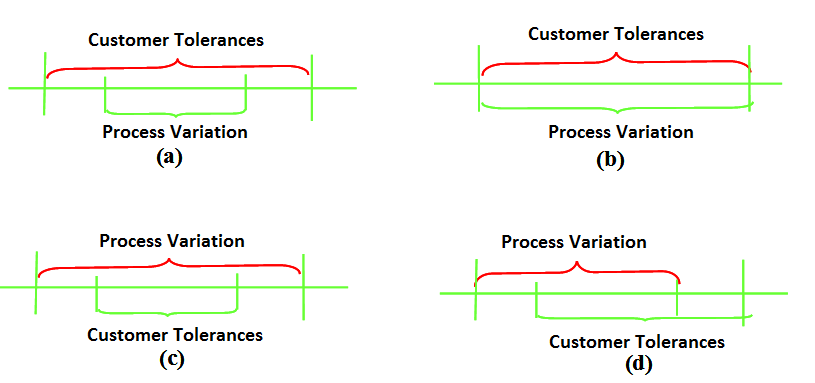 Customer Tolerances
Process Variation
(a)
Customer Tolerances
Process Variation
(b)
Process Variation
Customer Tolerances
(c)
Process Variation
Customer Tolerances
(d)